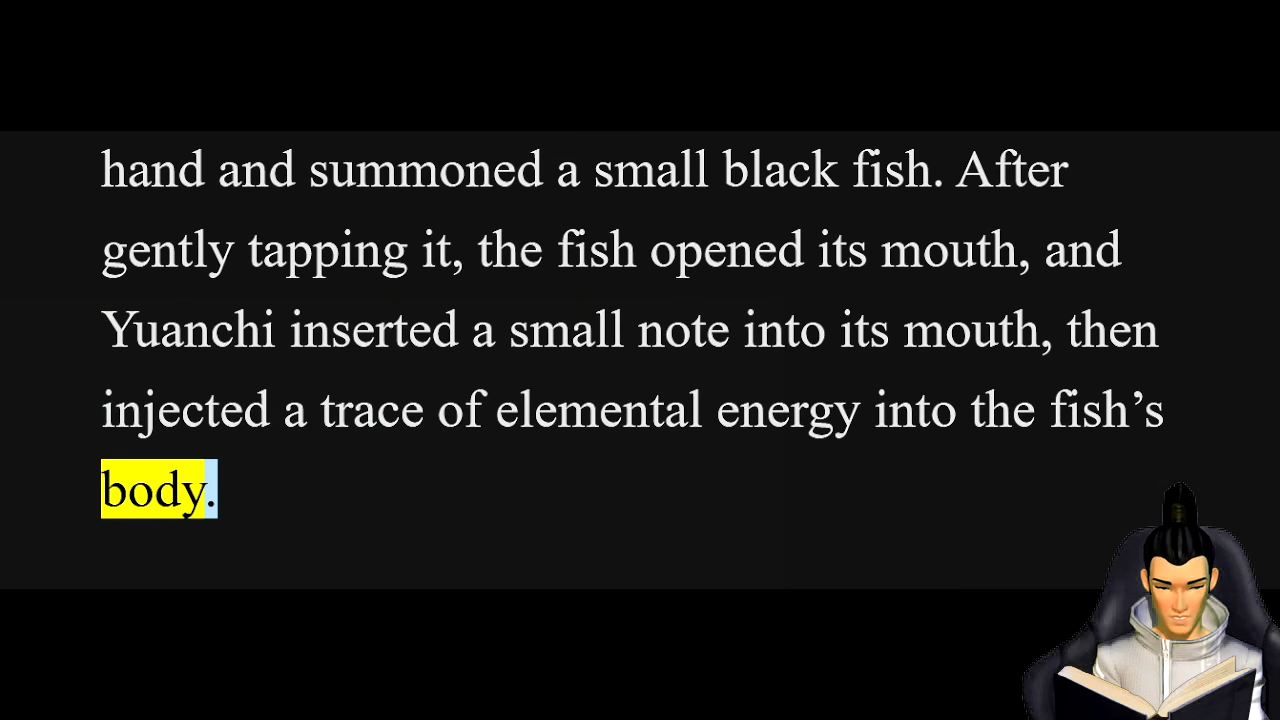 hand and summoned a small black fish. After
gently tapping it, the fish opened its mouth, and
Yuanchi inserted a small note into its mouth, then
injected a trace of elemental energy into the fish’s
body.